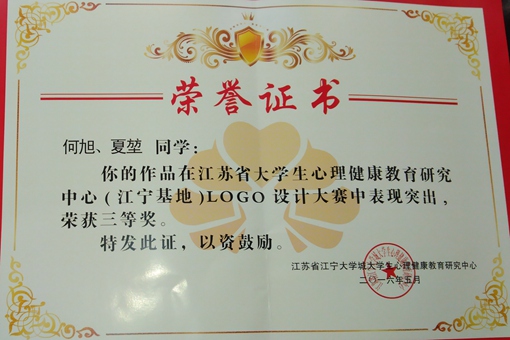 荣誉证书
何旭、夏堃 同学：
你的作品在江苏省大学生心理健康教育研究
中心(江宁基地)LOGO设计大赛中表现突出，
荣获三等奖。
特发此证，以资鼓励。
江苏省江宁大学城大学生心理健康教育研究中心
二〇一六年五月